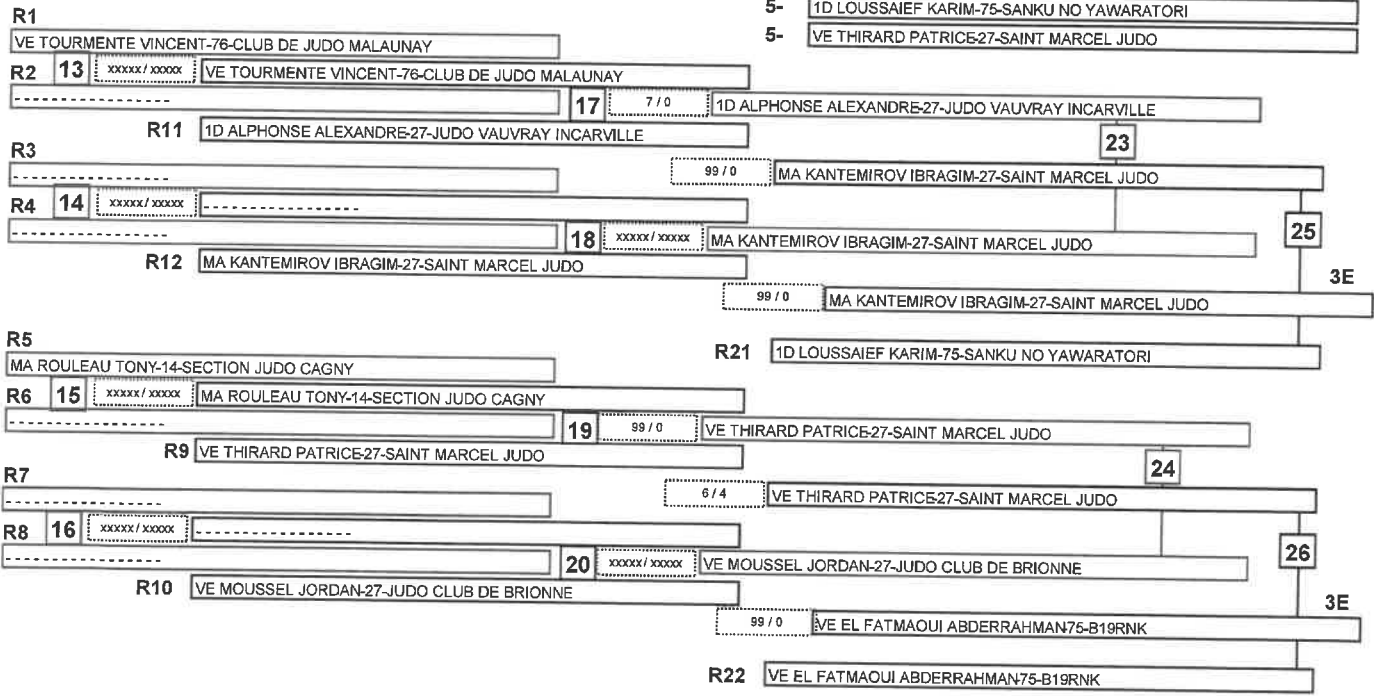 5- 1D LOUSSAIEF KARIM-75-SANKU NO YAWARATORI
R1
5- VE THIRARD PATRICE-27-SAINT MARCEL JUDO
VE TOURMENTE VINCENT-76-CLUB DE JUDO MALAUNAY
R2 13 xxxxx / xxxxx VE TOURMENTE VINCENT-76-CLUB DE JUDO MALAUNAY
- - - - - - - - - - - - - - - 17 7 / 0 1D ALPHONSE ALEXANDRE-27-JUDO VAUVRAY INCARVILLE
R11 1D ALPHONSE ALEXANDRE-27-JUDO VAUVRAY INCARVILLE
23
R3
99 / 0 MA KANTEMIROV IBRAGIM-27-SAINT MARCEL JUDO
- - - - - - - - - - - - - - -
R4 14 xxxxx / xxxxx - - - - - - - - - - - - - - -
- - - - - - - - - - - - - - - 18 xxxxx / xxxxx MA KANTEMIROV IBRAGIM-27-SAINT MARCEL JUDO
25
R12 MA KANTEMIROV IBRAGIM-27-SAINT MARCEL JUDO
3E
99 / 0 MA KANTEMIROV IBRAGIM-27-SAINT MARCEL JUDO
R5
R21 1D LOUSSAIEF KARIM-75-SANKU NO YAWARATORI
MA ROULEAU TONY-14-SECTION JUDO CAGNY
R6 15 xxxxx / xxxxx MA ROULEAU TONY-14-SECTION JUDO CAGNY
- - - - - - - - - - - - - - - 19 99 / 0 VE THIRARD PATRICE-27-SAINT MARCEL JUDO
R9 VE THIRARD PATRICE-27-SAINT MARCEL JUDO
24
R7
6 / 4 VE THIRARD PATRICE-27-SAINT MARCEL JUDO
- - - - - - - - - - - - - - -
R8 16 xxxxx / xxxxx - - - - - - - - - - - - - - -
- - - - - - - - - - - - - - - 20 xxxxx / xxxxx VE MOUSSEL JORDAN-27-JUDO CLUB DE BRIONNE
26
R10 VE MOUSSEL JORDAN-27-JUDO CLUB DE BRIONNE
3E
99 / 0 VE EL FATMAOUI ABDERRAHMAN-75-B19RNK
R22 VE EL FATMAOUI ABDERRAHMAN-75-B19RNK